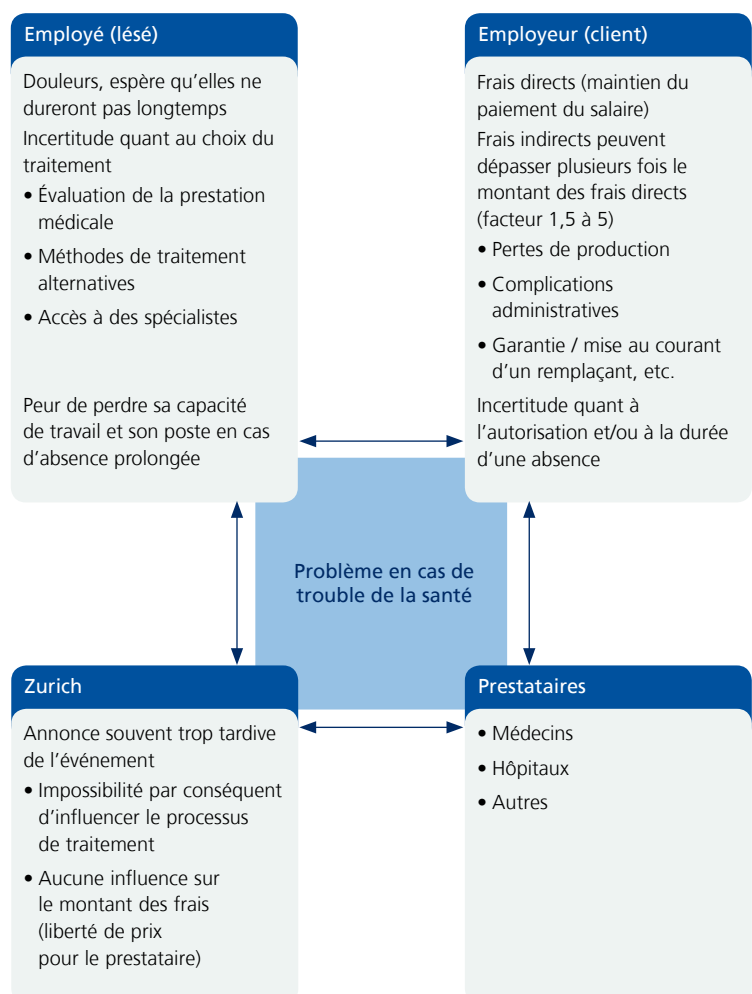 Employé (lésé)
Douleurs, espère qu’elles ne
dureront pas longtemps
Incertitude quant au choix du
traitement
• Évaluation de la prestation
médicale
• Méthodes de traitement
alternatives
• Accès à des spécialistes
Peur de perdre sa capacité
de travail et son poste en cas
d’absence prolongée
Employeur (client)
Frais directs (maintien du
paiement du salaire)
Frais indirects peuvent
dépasser plusieurs fois le
montant des frais directs
(facteur 1,5 à 5)
• Pertes de production
• Complications
administratives
• Garantie / mise au courant
d’un remplaçant, etc.
Incertitude quant à
l’autorisation et/ou à la durée
d’une absence
Problème en cas de
trouble de la santé
Zurich
Annonce souvent trop tardive
de l’événement
• Impossibilité par conséquent
d’influencer le processus
de traitement
• Aucune influence sur
le montant des frais
(liberté de prix
pour le prestataire)
Prestataires
• Médecins
• Hôpitaux
• Autres